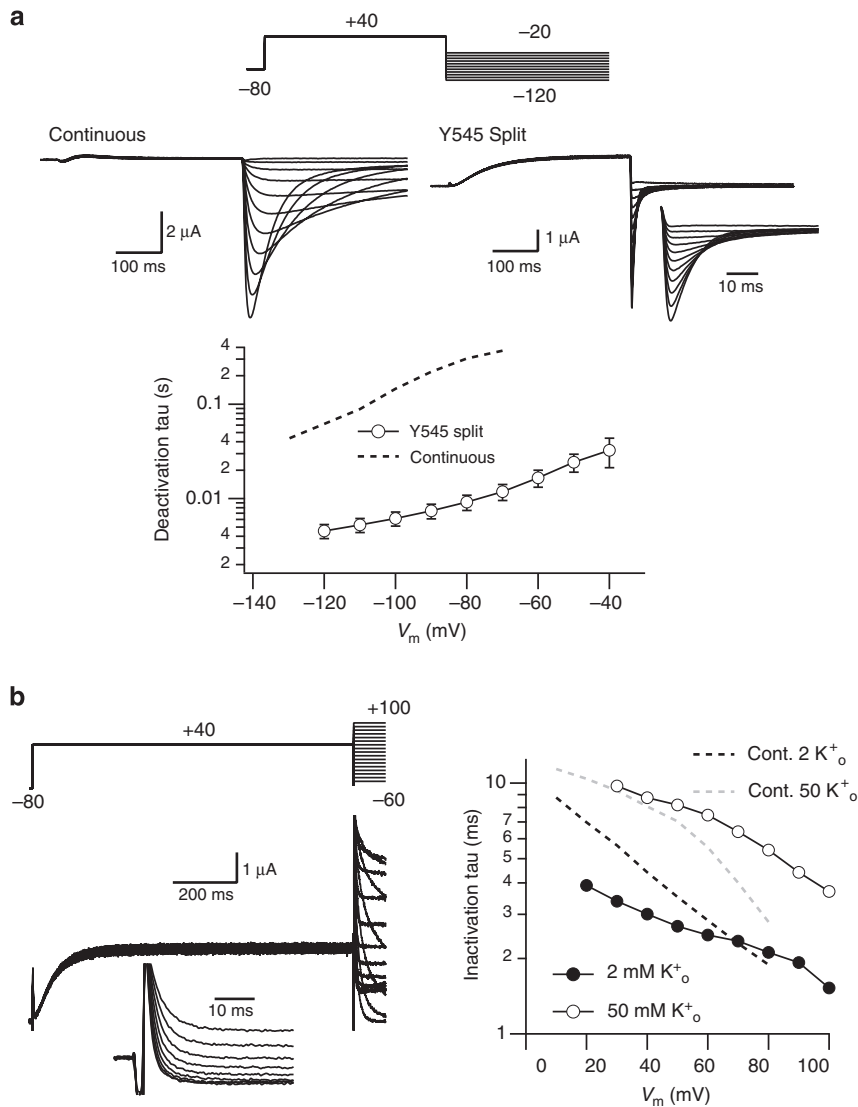 a
+40
−20
−80
−120
Continuous
Y545 Split
2 μA
100 ms
1 μA
100 ms
10 ms
Deactivation tau (s)
4
2
0.1
4
2
0.01
4
2
Y545 split
Continuous
−140
−120
−100
−80
−60
−40
Vm (mV)
b
+40
+100
−80
−60
1 μA
200 ms
10 ms
Cont. 2 K+o
Cont. 50 K+o
Inactivation tau (ms)
10
7
6
5
4
3
2
1
2 mM K+o
50 mM K+o
0
20
40
60
80
100
Vm (mV)